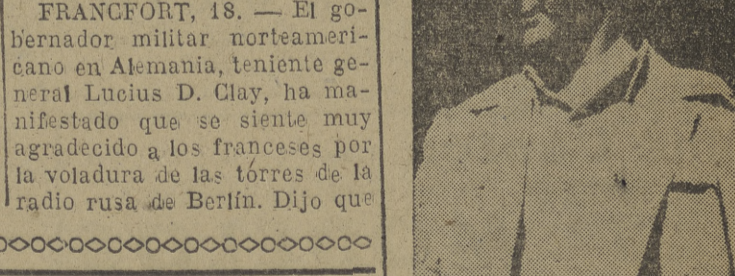 FRANCFORT, 18. — El go-
bernador militar norteameri-
cano en Alemania, teniente ge-
neral Lucius D. Clay, ha ma-
nifestado que se siente muy
agradecido a los franceses por
la voladura de las tórres de la
radio rusa de Berlín. Dijo que